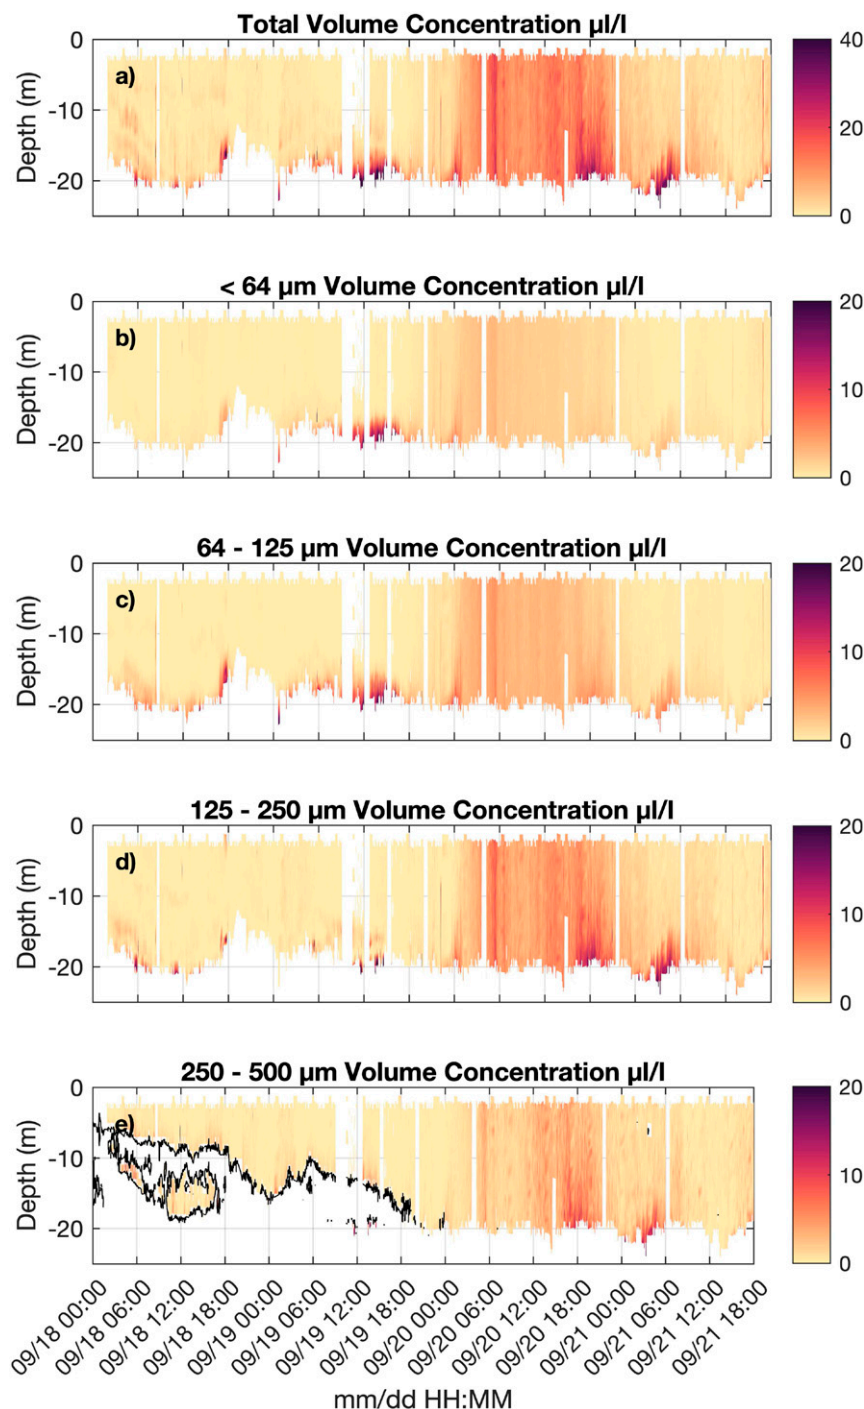 Total Volume Concentration µl/l
0
-10
-20
Depth (m)
a)
40
20
0
< 64 µm Volume Concentration µl/l
0
-10
-20
Depth (m)
b)
20
10
0
64 - 125 µm Volume Concentration µl/l
0
-10
-20
Depth (m)
c)
20
10
0
125 - 250 µm Volume Concentration µl/l
0
-10
-20
Depth (m)
d)
20
10
0
250 - 500 µm Volume Concentration µl/l
0
-10
-20
Depth (m)
e)
20
10
0
09/18 00:00
09/18 06:00
09/18 12:00
09/18 18:00
09/19 00:00
09/19 06:00
09/19 12:00
09/19 18:00
09/20 00:00
09/20 06:00
09/20 12:00
09/20 18:00
09/21 00:00
09/21 06:00
09/21 12:00
09/21 18:00
mm/dd HH:MM